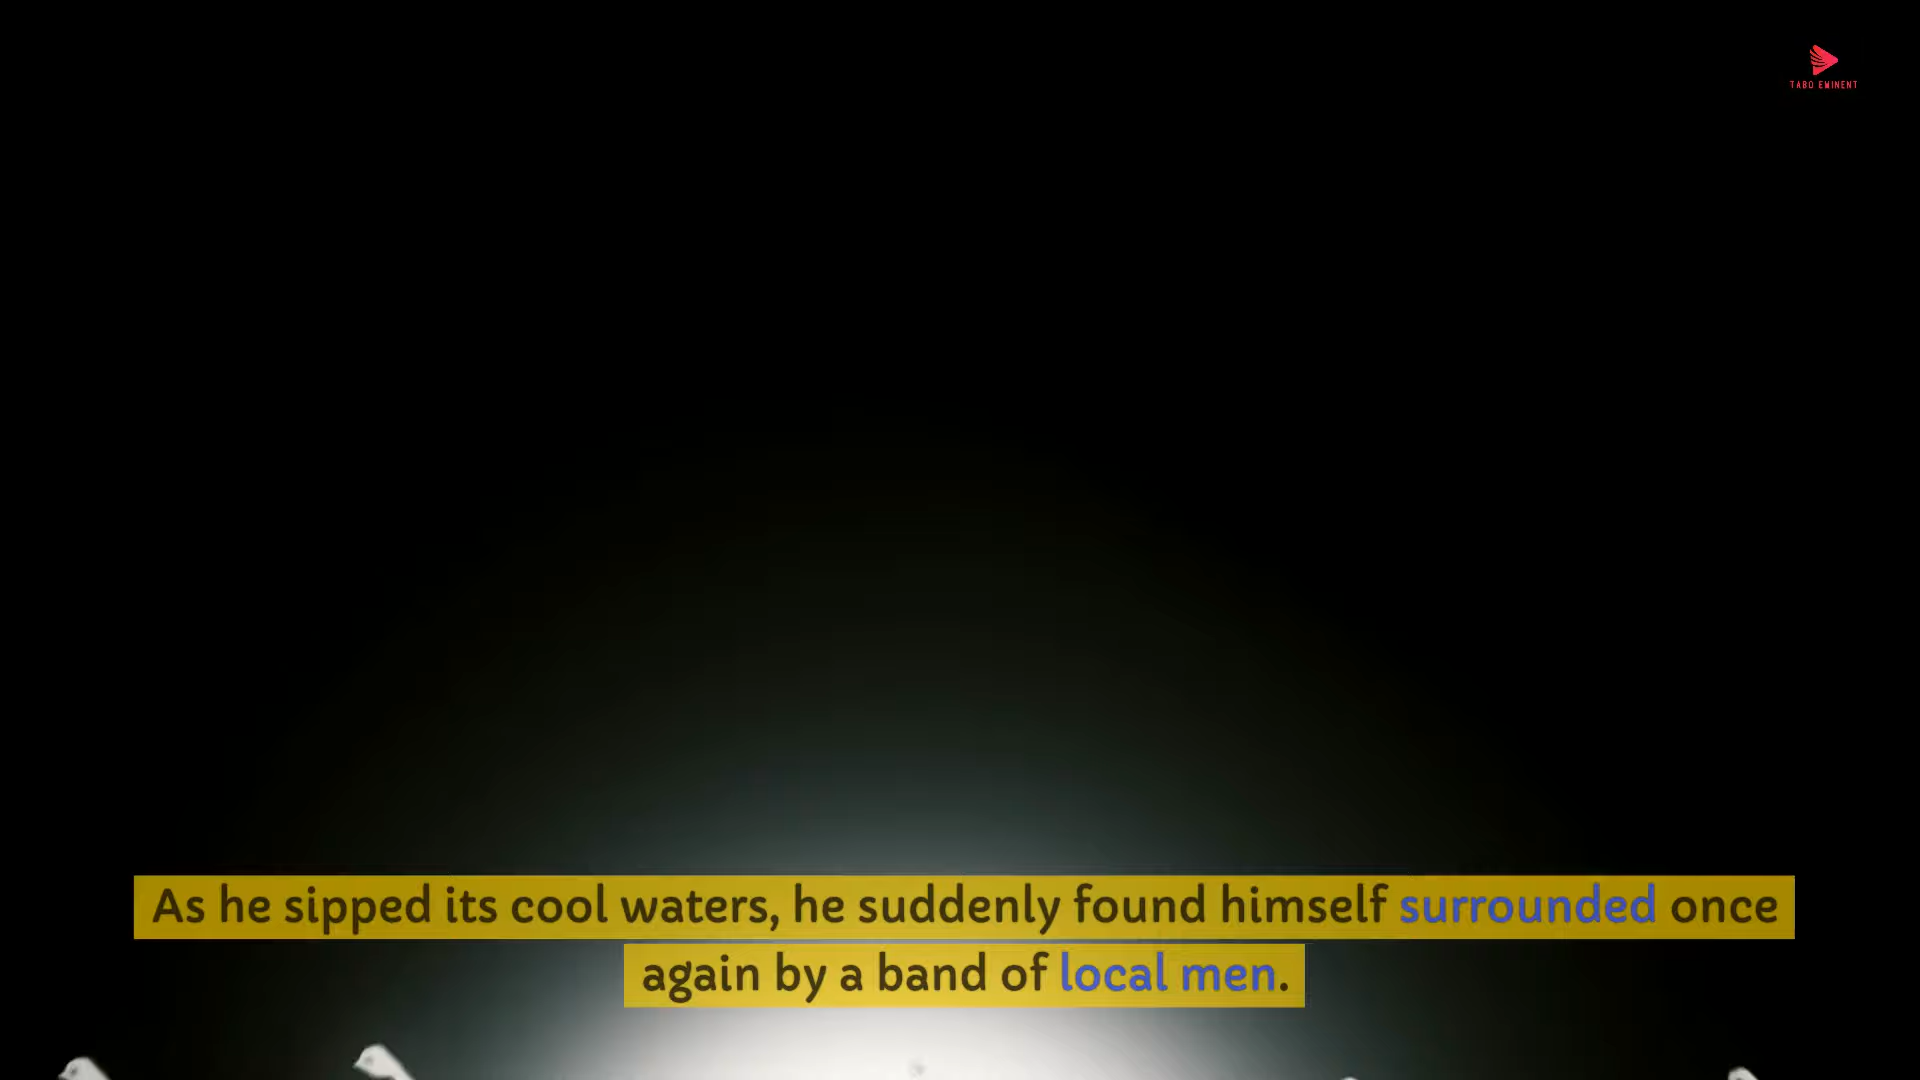 TABO EMINENT
As he sipped its cool waters, he suddenly found himself surrounded once
again by a band of local men.